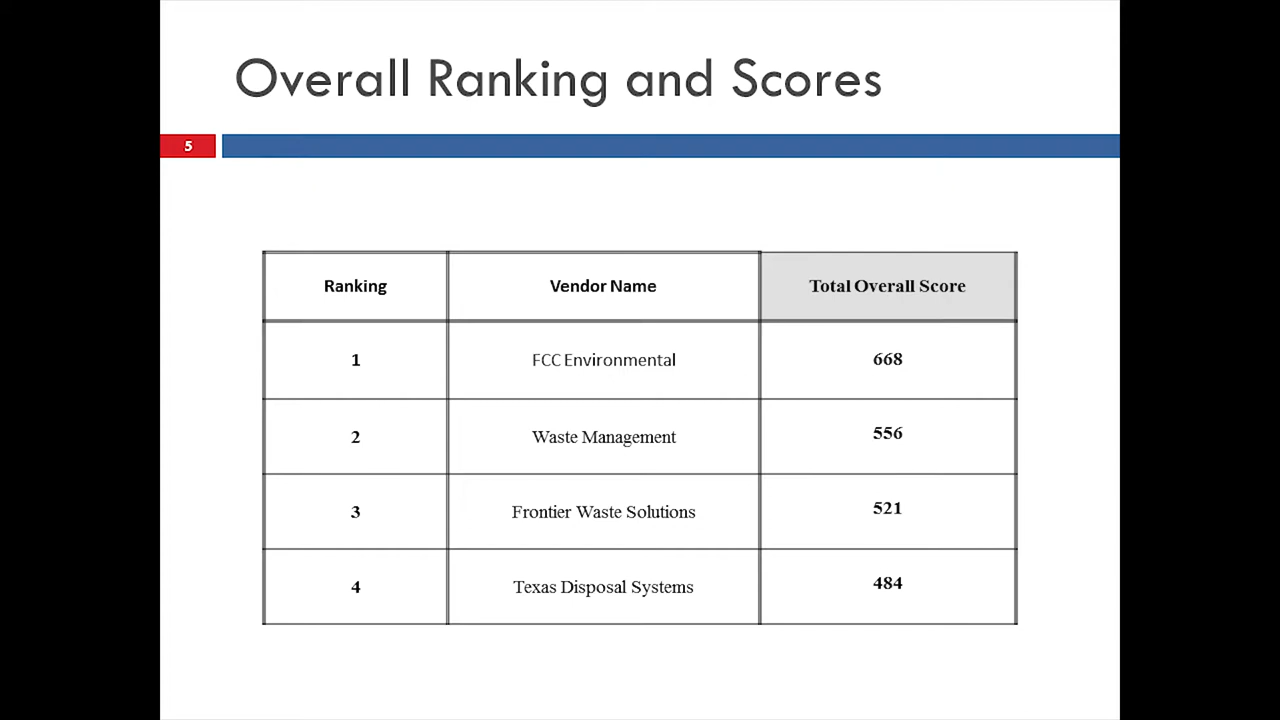 Overall Ranking and Scores
5
Ranking Vendor Name Total Overall Score
1 FCC Environmental 668
2 Waste Management 556
3 Frontier Waste Solutions 521
4 Texas Disposal Systems 484